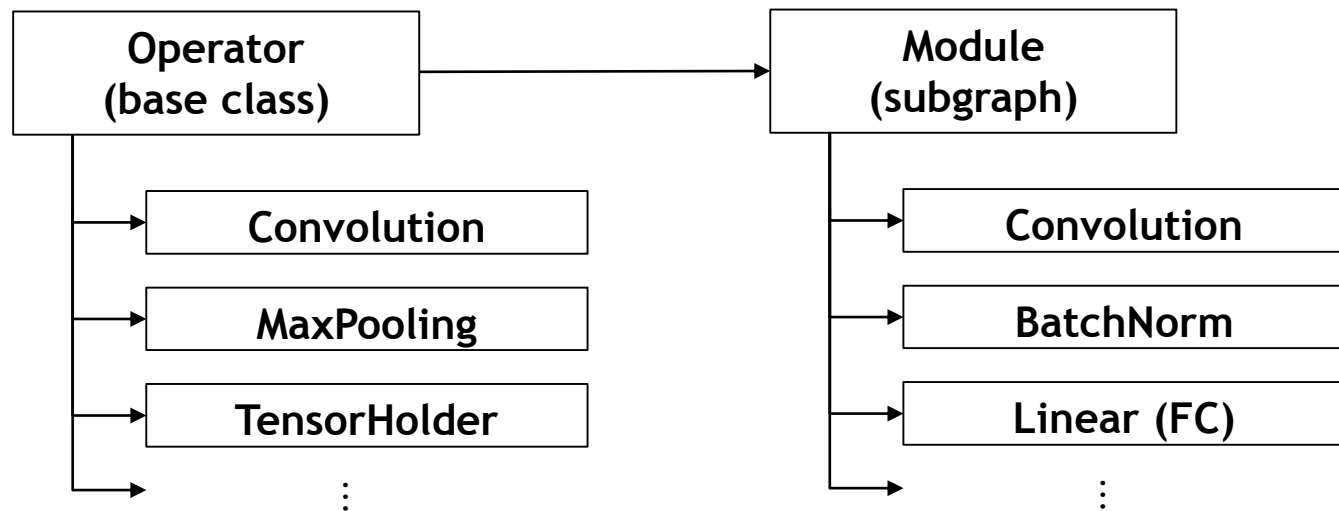 Operator
(base class)
Convolution
MaxPooling
TensorHolder
⋮
Module
(subgraph)
Convolution
BatchNorm
Linear (FC)
⋮